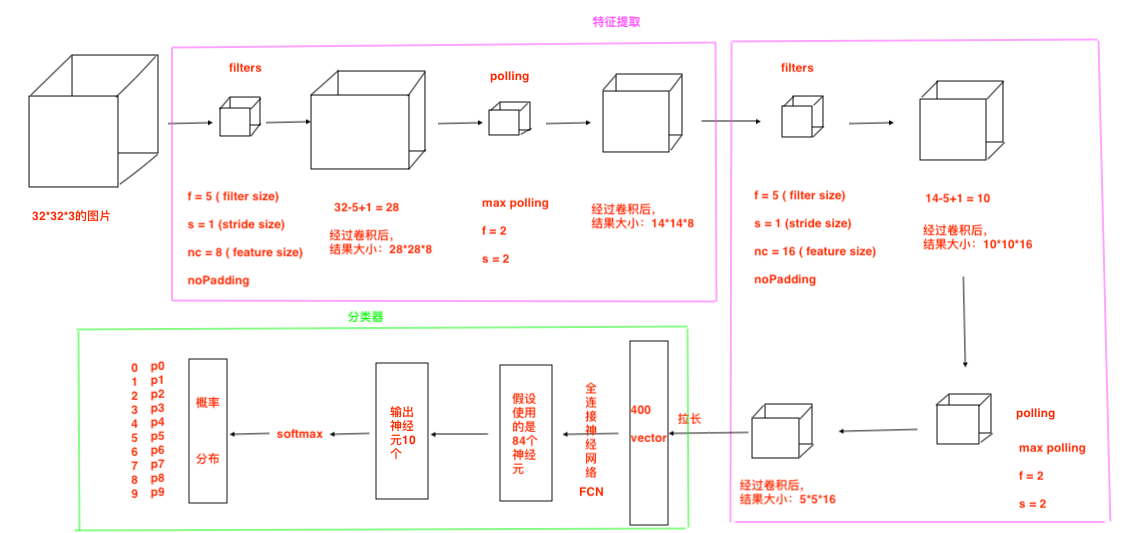 特征提取
32*32*3的图片
filters
f = 5 ( filter size)
s = 1 (stride size)
nc = 8 ( feature size)
noPadding
32-5+1 = 28
经过卷积后，
结果大小：28*28*8
polling
max polling
f = 2
s = 2
经过卷积后，
结果大小：14*14*8
filters
f = 5 ( filter size)
s = 1 (stride size)
nc = 16 ( feature size)
noPadding
14-5+1 = 10
经过卷积后，
结果大小：10*10*16
polling
max polling
f = 2
s = 2
经过卷积后，
结果大小：5*5*16
分类器
拉长
400
vector
全
连
接
神
经
网
络
FCN
假设
使用
的是
84个
神经
元
输出
神经
元10
个
softmax
概率
分布
0 p0
1 p1
2 p2
3 p3
4 p4
5 p5
6 p6
7 p7
8 p8
9 p9